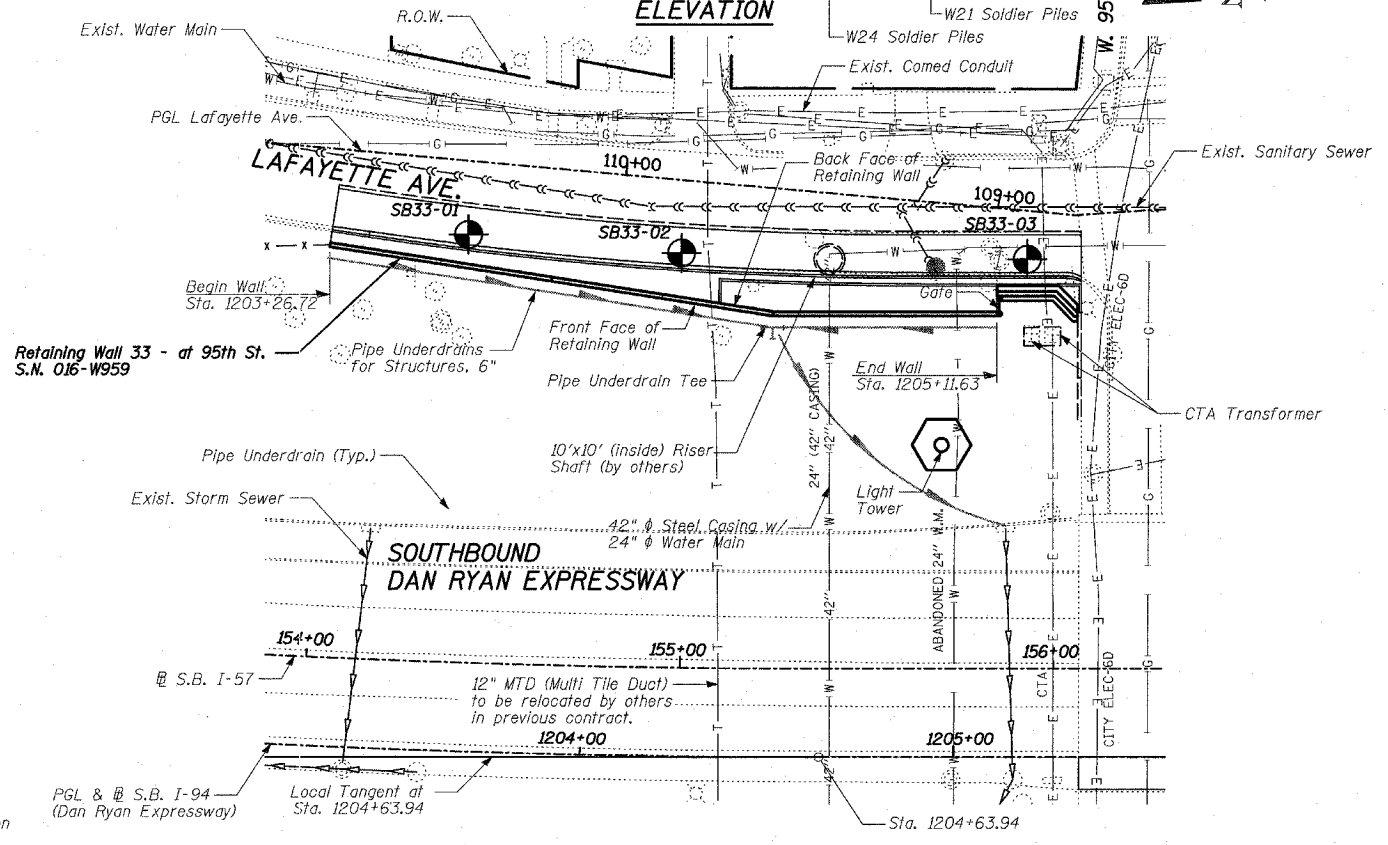 ELEVATION
W21 Soldier Piles
W24 Soldier Piles
W. 95
R.O.W.
Exist. Water Main
Exist. Comed Conduit
PGL Lafayette Ave.
110+00
Back Face of
Retaining Wall
Exist. Sanitary Sewer
LAFAYETTE AVE.
109+00
SB33-01
SB33-02
SB33-03
Begin Wall
Sta. 1203+26.72
Gate
CITY ELEC-6D
Front Face of
Retaining Wall
Retaining Wall 33 - at 95th St.
S.N. 016-W959
Pipe Underdrains
for Structures, 6"
Pipe Underdrain Tee
End Wall
Sta. 1205+11.63
CTA Transformer
24" (42" CASING)
42"
10'x10' (inside) Riser
Shaft (by others)
Pipe Underdrain (Typ.)
Light
Tower
Exist. Storm Sewer
42" ϕ Steel Casing w/
24" ϕ Water Main
ABANDONED 24" W.M.
SOUTHBOUND
DAN RYAN EXPRESSWAY
154+00
155+00
156+00
42"
CTA
CITY ELEC-6D
S.B. I-57
12" MTD (Multi Tile Duct)
to be relocated by others
in previous contract.
1204+00
1205+00
42"
PGL & B S.B. I-94
(Dan Ryan Expressway)
Local Tangent at
Sta. 1204+63.94
Sta. 1204+63.94
on